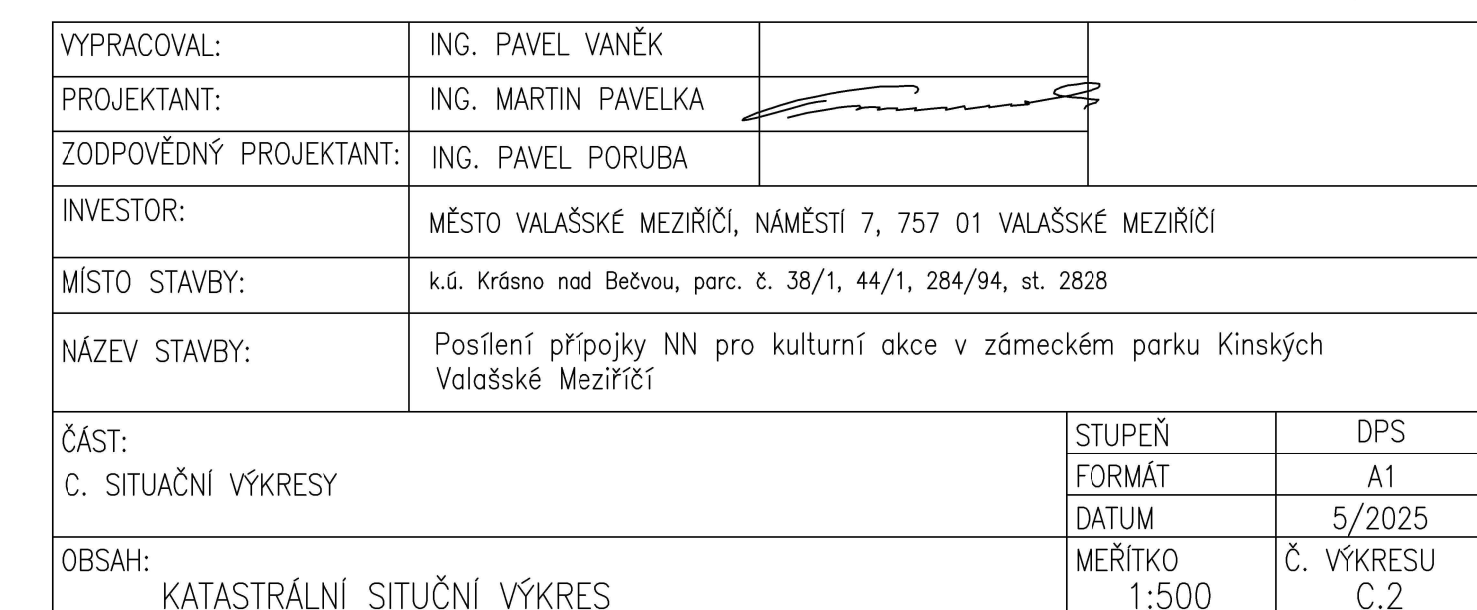 VYPRACOVAL: ING. PAVEL VANĚK
PROJEKTANT: ING. MARTIN PAVELKA
ZODPOVĚDNÝ PROJEKTANT: ING. PAVEL PORUBA
INVESTOR: MĚSTO VALAŠSKÉ MEZIŘÍČÍ, NÁMĚSTÍ 7, 757 01 VALAŠSKÉ MEZIŘÍČÍ
MÍSTO STAVBY: k.ú. Krásno nad Bečvou, parc. č. 38/1, 44/1, 284/94, st. 2828
NÁZEV STAVBY: Posílení přípojky NN pro kulturní akce v zámeckém parku Kinských
Valašské Meziříčí
ČÁST:
C. SITUAČNÍ VÝKRESY
STUPEŇ DPS
FORMÁT A1
DATUM 5/2025
OBSAH:
KATASTRÁLNÍ SITUČNÍ VÝKRES
MEŘÍTKO Č. VÝKRESU
1:500 C.2